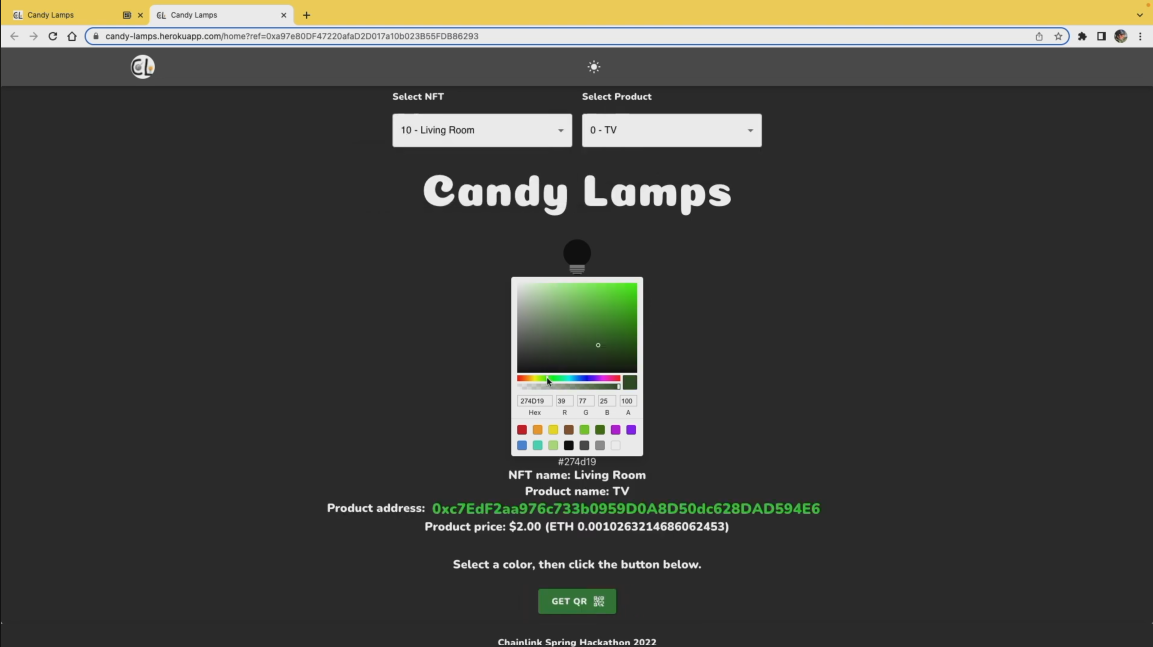 Candy Lamps
Candy Lamps
candy-lamps.herokuapp.com/home?ref=0xa97e80DF47220afaD2D017a10b023B55FDB86293
CL
Select NFT
Select Product
10 - Living Room
0 - TV
Candy Lamps
274D19 39 77 25 100
Hex R G B A
#274d19
NFT name: Living Room
Product name: TV
Product address: 0xc7EdF2aa976c733b0959D0A8D50dc628DAD594E6
Product price: $2.00 (ETH 0.0010263214686062453)
Select a color, then click the button below.
GET QR
Chainlink Spring Hackathon 2022